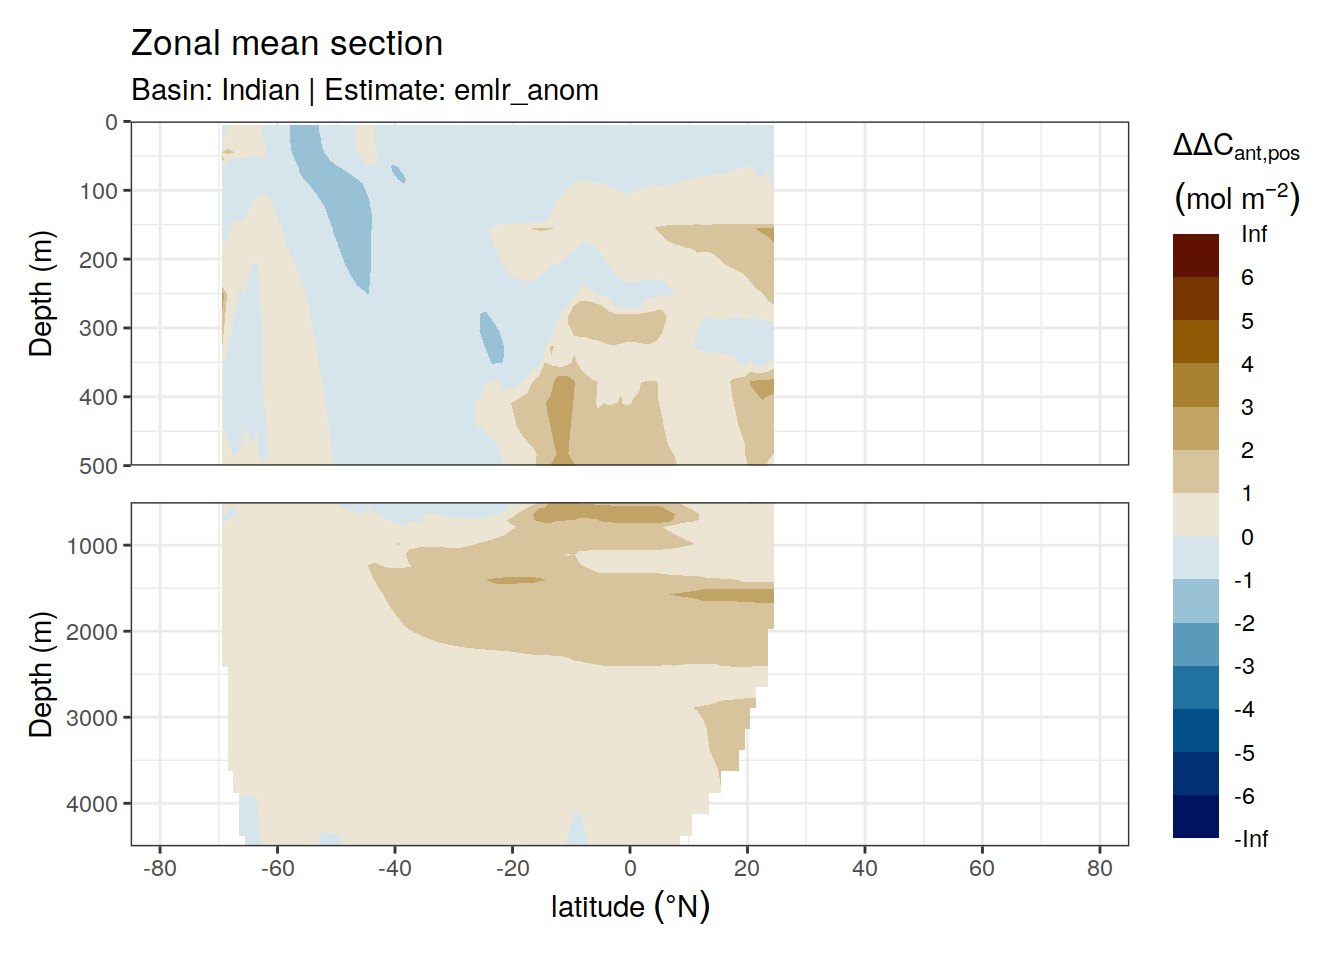 Zonal mean section
Basin: Indian | Estimate: emlr_anom
0
100
200
300
400
500
Depth (m)
1000
2000
3000
4000
Depth (m)
-80 -60 -40 -20 0 20 40 60 80
latitude (°N)
ΔΔCant,pos
(mol m−2)
Inf
6
5
4
3
2
1
0
-1
-2
-3
-4
-5
-6
-Inf